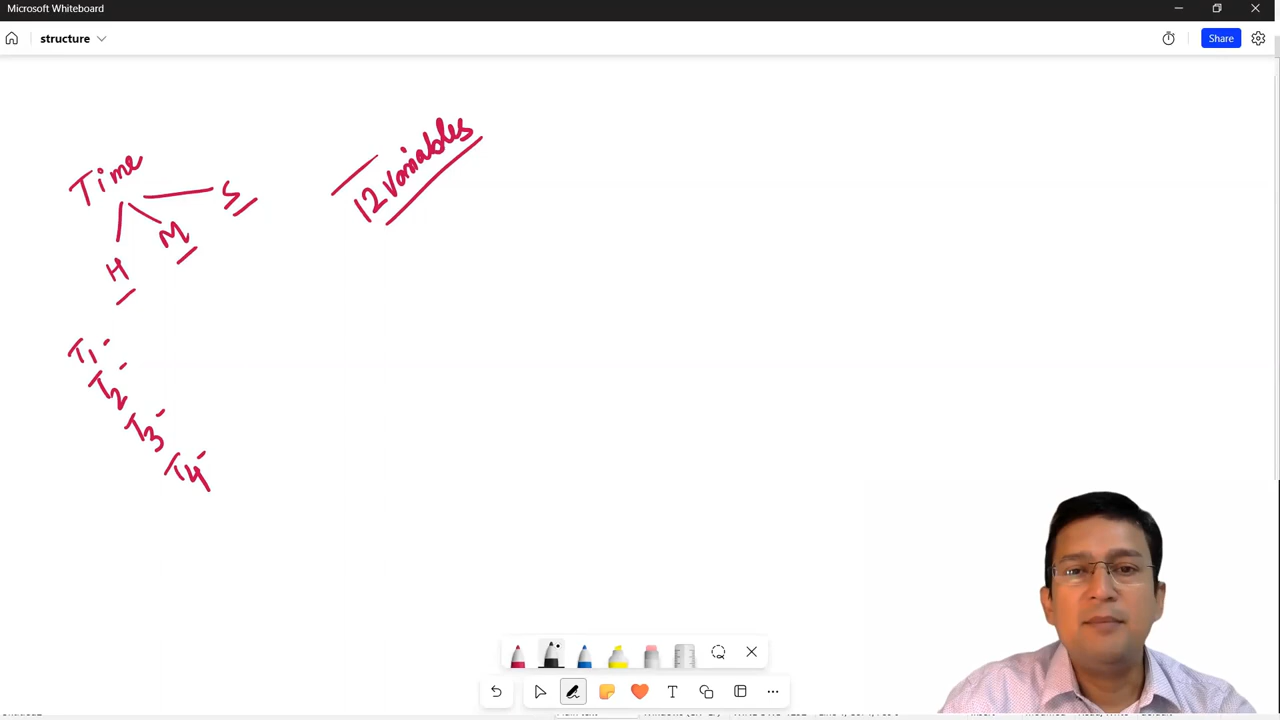 Microsoft Whiteboard
structure
Share
Time
H
M
S
12 Variables
T1
T2
T3
T4